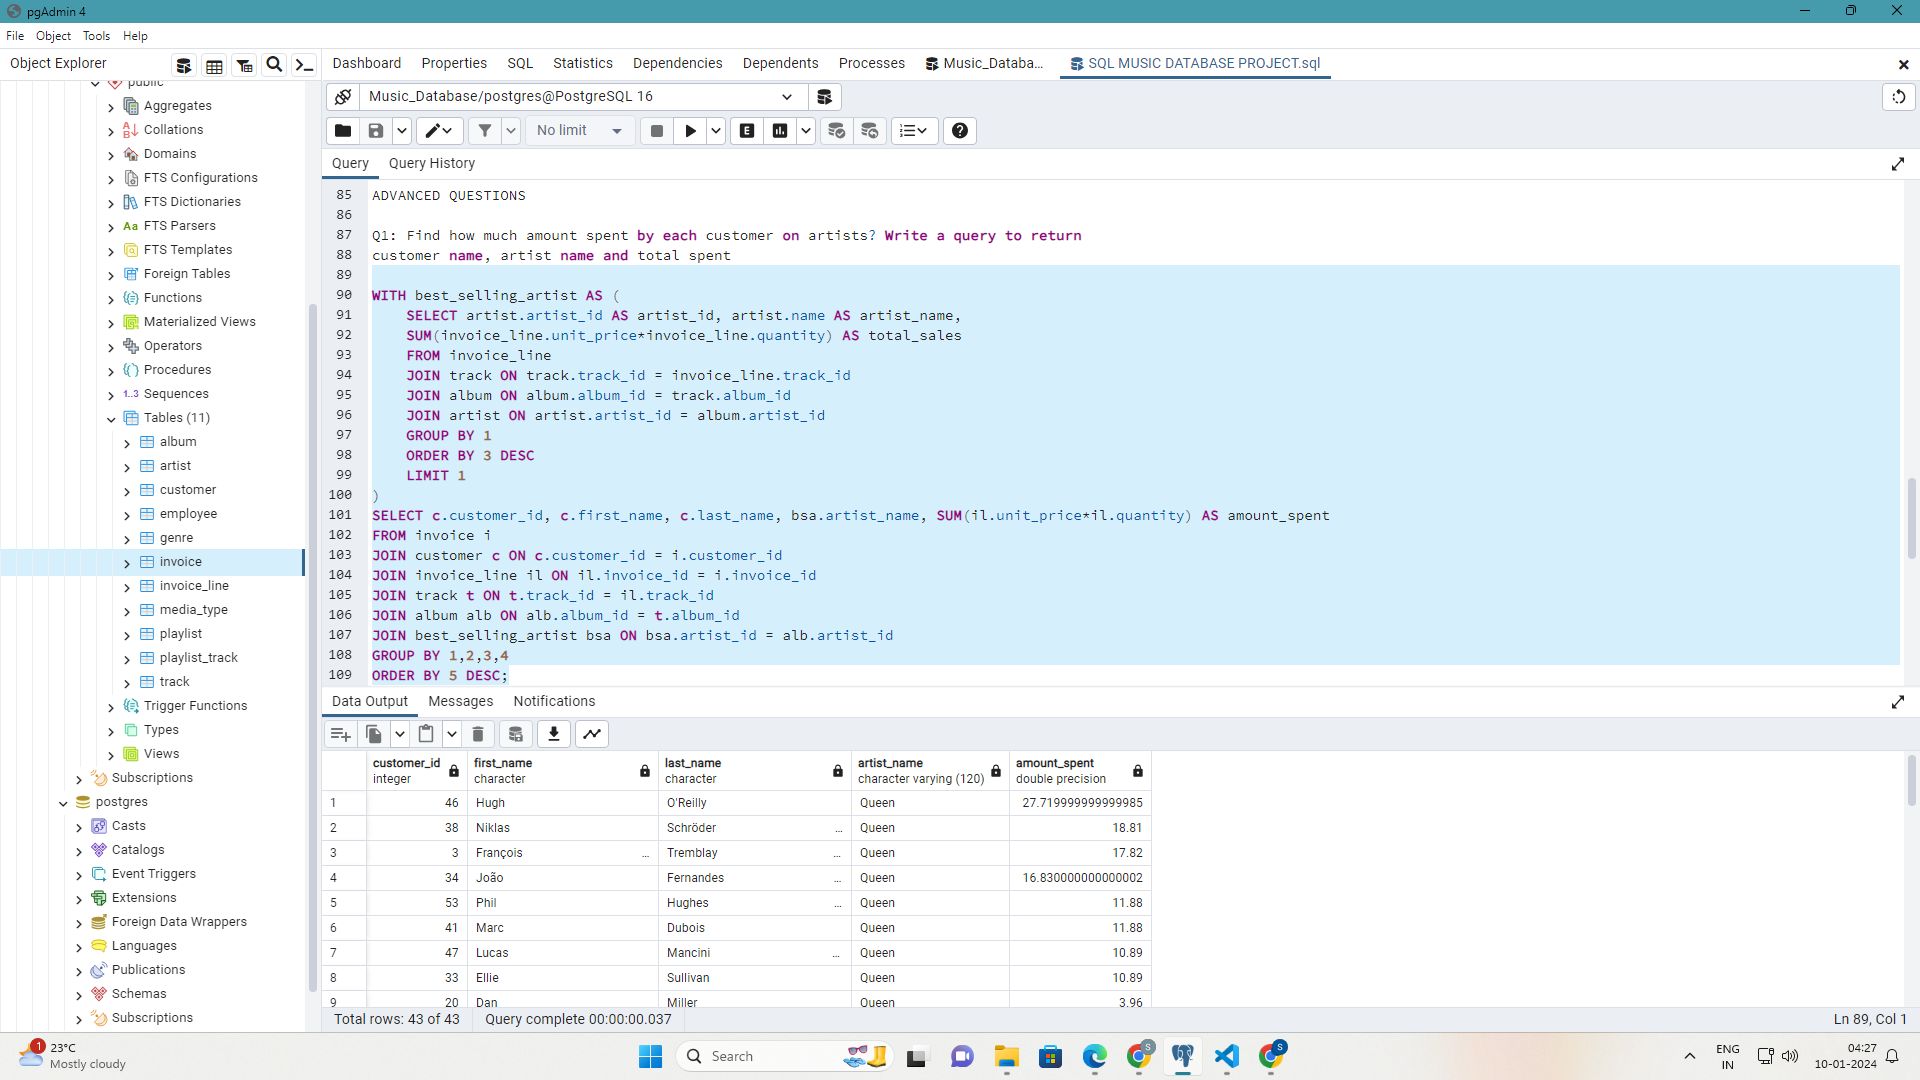 pgAdmin 4
File Object Tools Help
Object Explorer
Dashboard Properties SQL Statistics Dependencies Dependents Processes Music_Databa... SQL MUSIC DATABASE PROJECT.sql
public
Aggregates
Collations
Domains
FTS Configurations
FTS Dictionaries
FTS Parsers
FTS Templates
Foreign Tables
Functions
Materialized Views
Operators
Procedures
1..3 Sequences
Tables (11)
album
artist
customer
employee
genre
invoice
invoice_line
media_type
playlist
playlist_track
track
Trigger Functions
Types
Views
Subscriptions
postgres
Casts
Catalogs
Event Triggers
Extensions
Foreign Data Wrappers
Languages
Publications
Schemas
Subscriptions
Music_Database/postgres@PostgreSQL 16
No limit
E
Query Query History
85 ADVANCED QUESTIONS
86
87 Q1: Find how much amount spent by each customer on artists? Write a query to return
88 customer name, artist name and total spent
89
90 WITH best_selling_artist AS (
91 SELECT artist.artist_id AS artist_id, artist.name AS artist_name,
92 SUM(invoice_line.unit_price*invoice_line.quantity) AS total_sales
93 FROM invoice_line
94 JOIN track ON track.track_id = invoice_line.track_id
95 JOIN album ON album.album_id = track.album_id
96 JOIN artist ON artist.artist_id = album.artist_id
97 GROUP BY 1
98 ORDER BY 3 DESC
99 LIMIT 1
100 )
101 SELECT c.customer_id, c.first_name, c.last_name, bsa.artist_name, SUM(il.unit_price*il.quantity) AS amount_spent
102 FROM invoice i
103 JOIN customer c ON c.customer_id = i.customer_id
104 JOIN invoice_line il ON il.invoice_id = i.invoice_id
105 JOIN track t ON t.track_id = il.track_id
106 JOIN album alb ON alb.album_id = t.album_id
107 JOIN best_selling_artist bsa ON bsa.artist_id = alb.artist_id
108 GROUP BY 1,2,3,4
109 ORDER BY 5 DESC;
Data Output Messages Notifications
customer_id first_name last_name artist_name amount_spent
integer character character character varying (120) double precision
1 46 Hugh O'Reilly Queen 27.719999999999985
2 38 Niklas Schröder ... Queen 18.81
3 3 François ... Tremblay ... Queen 17.82
4 34 João Fernandes ... Queen 16.830000000000002
5 53 Phil Hughes ... Queen 11.88
6 41 Marc Dubois Queen 11.88
7 47 Lucas Mancini ... Queen 10.89
8 33 Ellie Sullivan Queen 10.89
9 20 Dan Miller Queen 3.96
Total rows: 43 of 43 Query complete 00:00:00.037 Ln 89, Col 1
1 23°C
Mostly cloudy
Search
S
S
ENG
IN
04:27
10-01-2024